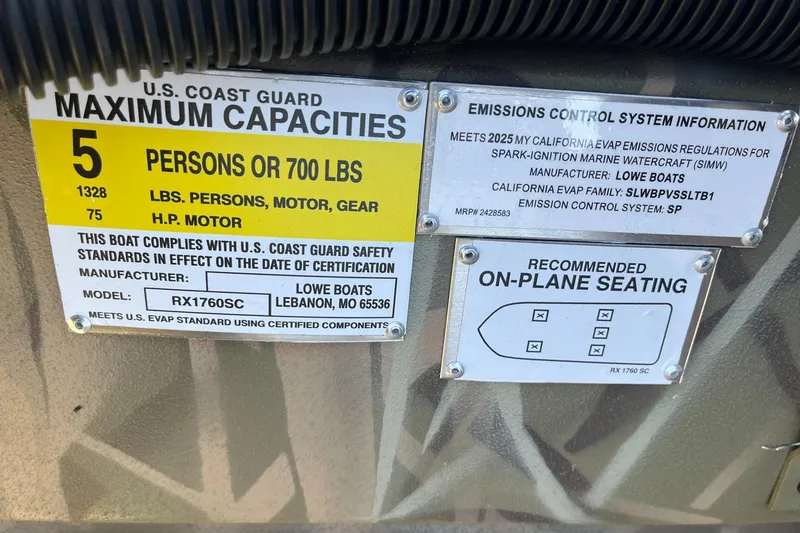 U.S. COAST GUARD
MAXIMUM CAPACITIES
5 PERSONS OR 700 LBS
1328 LBS. PERSONS, MOTOR, GEAR
75 H.P. MOTOR
THIS BOAT COMPLIES WITH U.S. COAST GUARD SAFETY
STANDARDS IN EFFECT ON THE DATE OF CERTIFICATION
MANUFACTURER: LOWE BOATS
MODEL: RX1760SC LEBANON, MO 65536
MEETS U.S. EVAP STANDARD USING CERTIFIED COMPONENTS
EMISSIONS CONTROL SYSTEM INFORMATION
MEETS 2025 MY CALIFORNIA EVAP EMISSIONS REGULATIONS FOR
SPARK-IGNITION MARINE WATERCRAFT (SIMW)
MANUFACTURER: LOWE BOATS
CALIFORNIA EVAP FAMILY: SLWBPVSSLTB1
EMISSION CONTROL SYSTEM: SP
MRP# 2428583
RECOMMENDED
ON-PLANE SEATING
RX 1760 SC